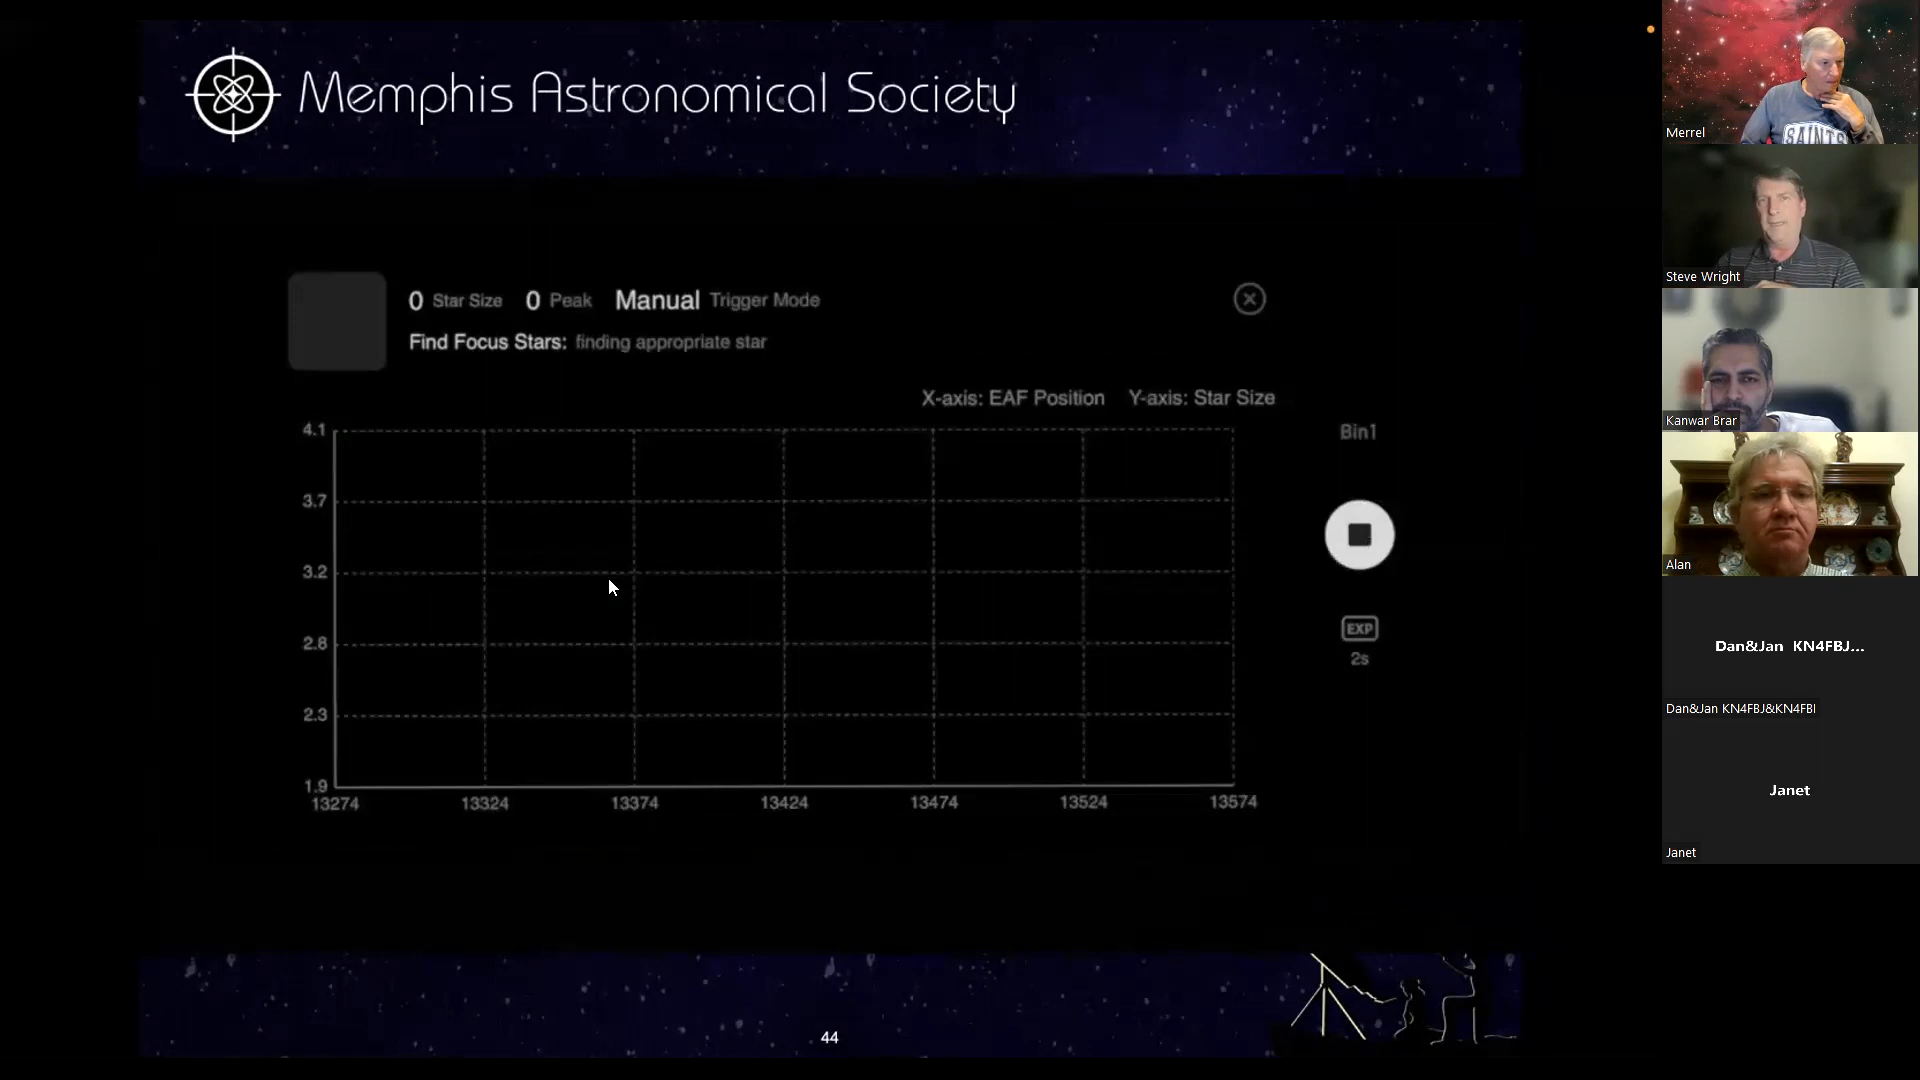 Memphis Astronomical Society
0 Star Size 0 Peak Manual Trigger Mode
Find Focus Stars: finding appropriate star
X-axis: EAF Position Y-axis: Star Size
4.1
3.7
3.2
2.8
2.3
1.9
13274 13324 13374 13424 13474 13524 13574
Bin1
EXP
2s
44
SAINTS
Merrel
Steve Wright
Kanwar Brar
Alan
Dan&Jan KN4FBJ...
Dan&Jan KN4FBJ&KN4FBI
Janet
Janet